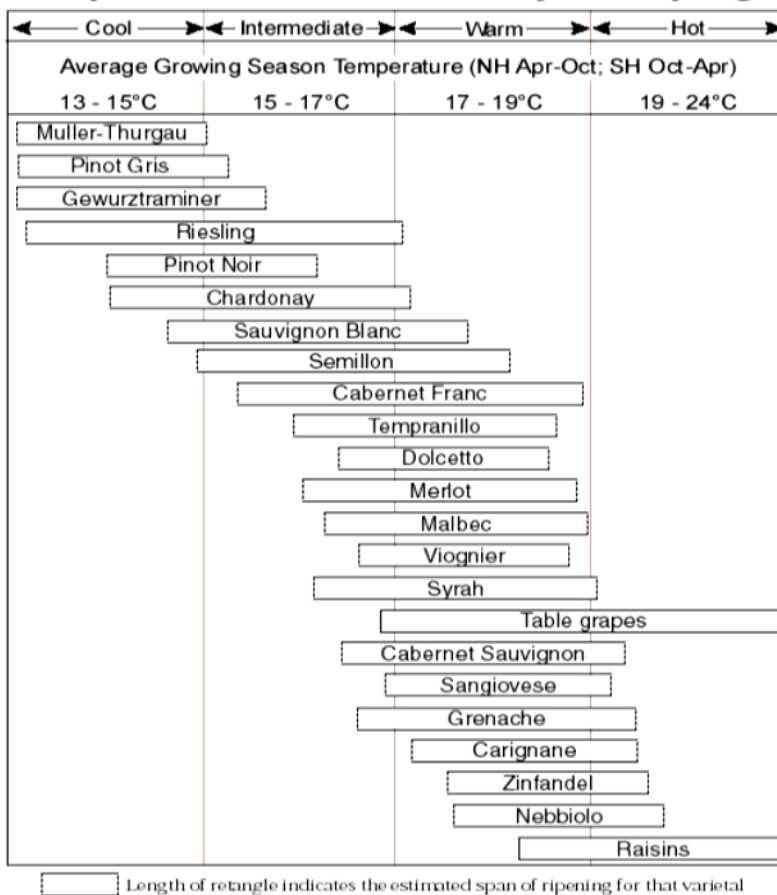 Cool Intermediate Warm Hot
Average Growing Season Temperature (NH Apr-Oct; SH Oct-Apr)
13 - 15°C 15 - 17°C 17 - 19°C 19 - 24°C
Muller-Thurgau
Pinot Gris
Gewurztraminer
Riesling
Pinot Noir
Chardonay
Sauvignon Blanc
Semillon
Cabernet Franc
Tempranillo
Dolcetto
Merlot
Malbec
Viognier
Syrah
Table grapes
Cabernet Sauvignon
Sangiovese
Grenache
Carignane
Zinfandel
Nebbiolo
Raisins
Length of retangle indicates the estimated span of ripening for that varietal